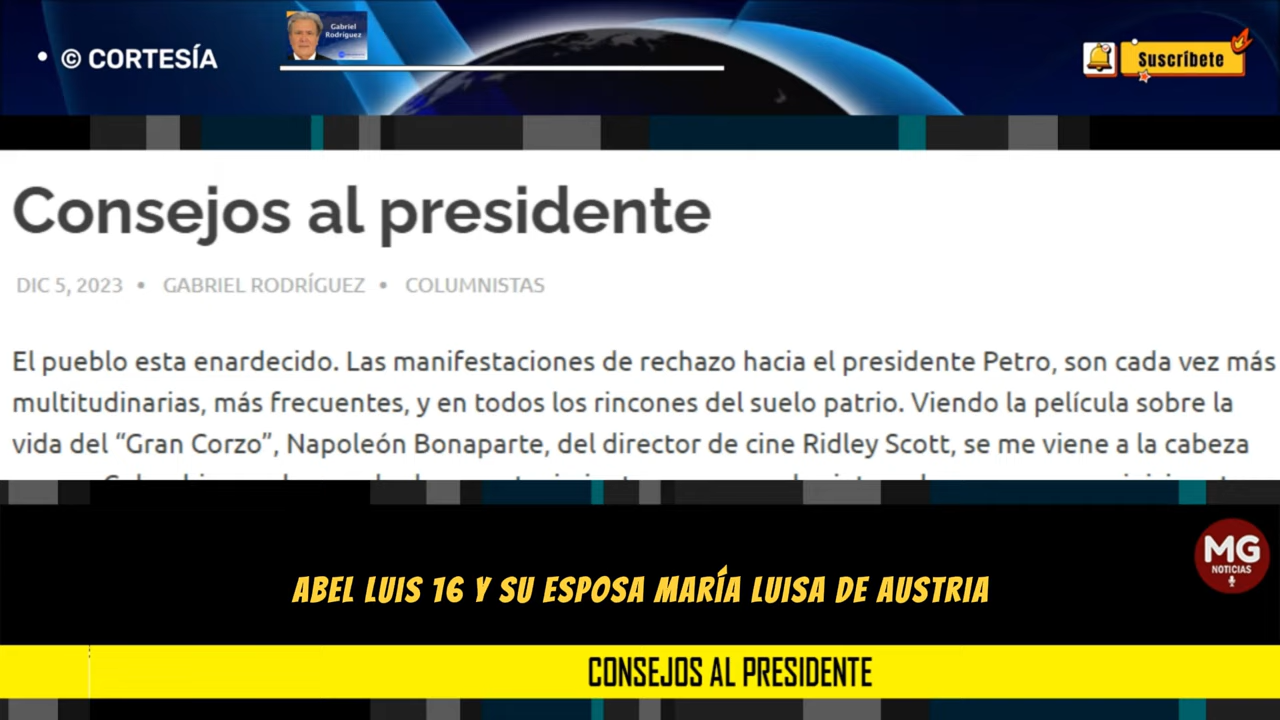 • © CORTESÍA
Gabriel
Rodríguez
Suscríbete
Consejos al presidente
DIC 5, 2023 • GABRIEL RODRÍGUEZ • COLUMNISTAS
El pueblo esta enardecido. Las manifestaciones de rechazo hacia el presidente Petro, son cada vez más
multitudinarias, más frecuentes, y en todos los rincones del suelo patrio. Viendo la película sobre la
vida del “Gran Corzo”, Napoleón Bonaparte, del director de cine Ridley Scott, se me viene a la cabeza
MG
NOTICIAS
ABEL LUIS 16 Y SU ESPOSA MARÍA LUISA DE AUSTRIA
CONSEJOS AL PRESIDENTE